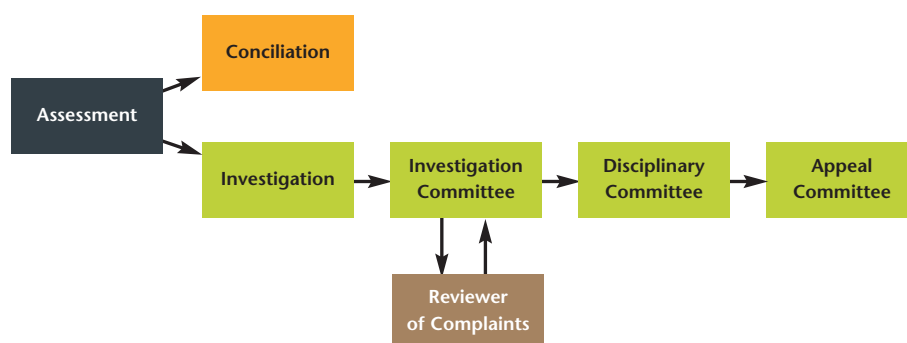 Conciliation
Assessment
Investigation
Investigation
Committee
Disciplinary
Committee
Appeal
Committee
Reviewer
of Complaints